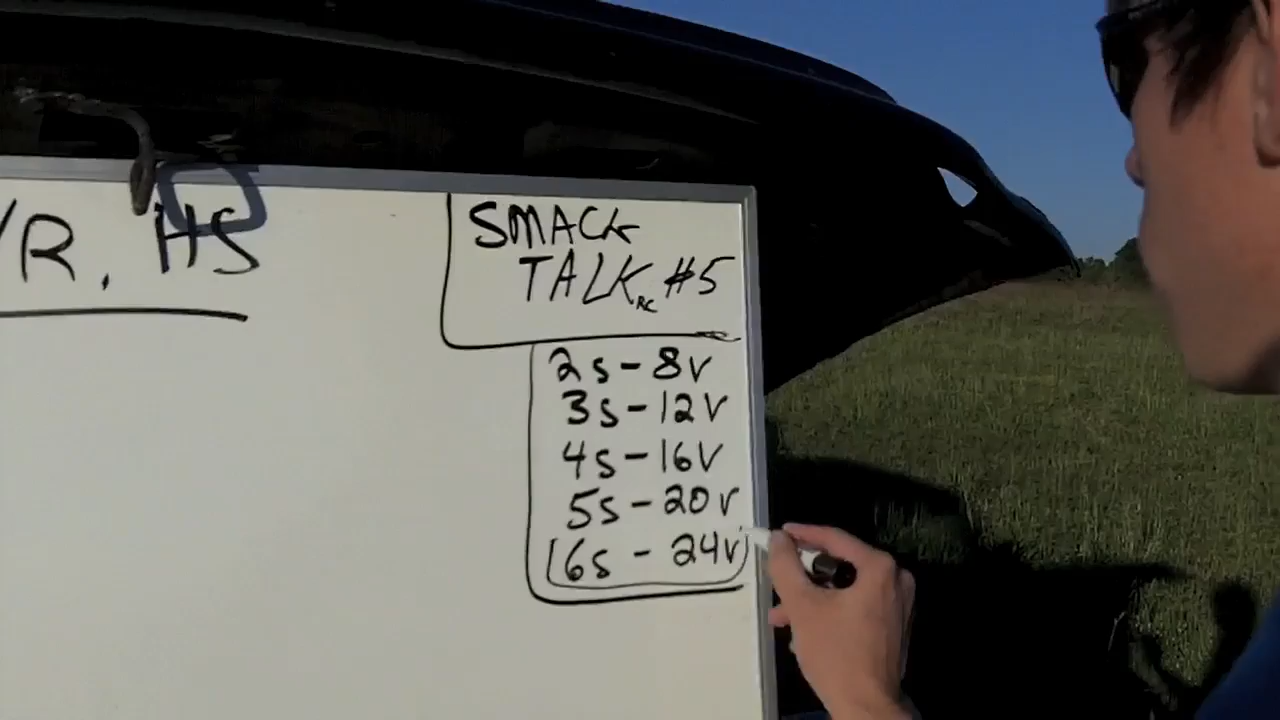 /R, HS
SMACK
TALK RC #5
2s - 8v
3s - 12v
4s - 16v
5s - 20v
6s - 24v